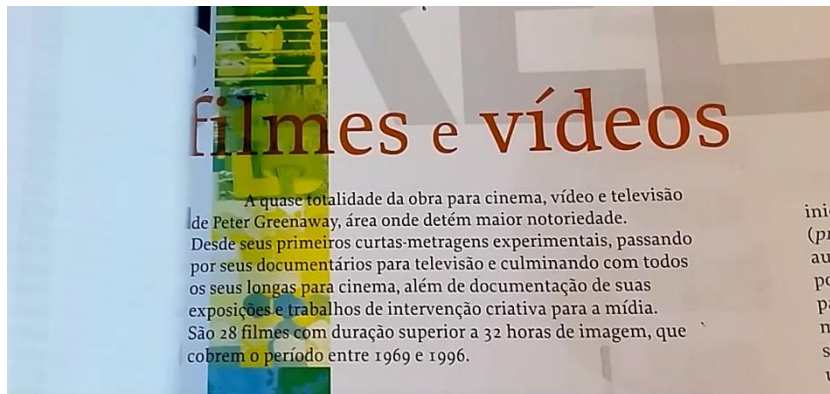 filmes e vídeos
A quase totalidade da obra para cinema, vídeo e televisão
de Peter Greenaway, área onde detém maior notoriedade.
Desde seus primeiros curtas-metragens experimentais, passando
por seus documentários para televisão e culminando com todos
os seus longas para cinema, além de documentação de suas
exposições e trabalhos de intervenção criativa para a mídia.
São 28 filmes com duração superior a 32 horas de imagem, que
cobrem o período entre 1969 e 1996.